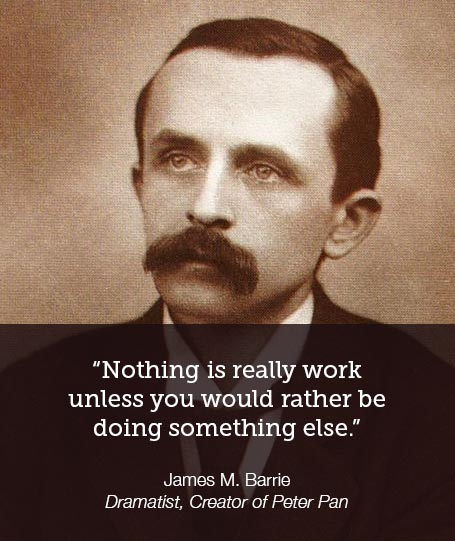 “Nothing is really work
unless you would rather be
doing something else.”
James M. Barrie
Dramatist, Creator of Peter Pan